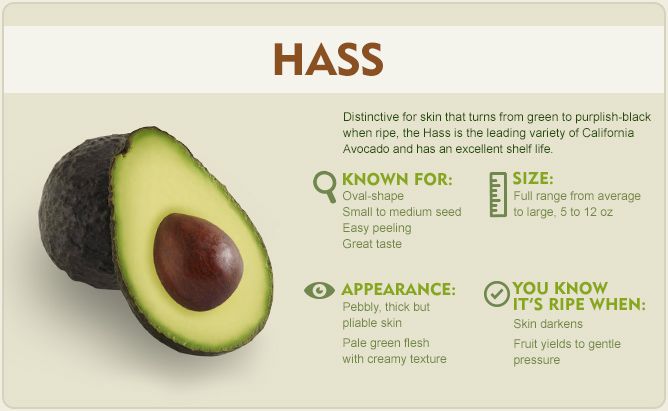 HASS
Distinctive for skin that turns from green to purplish-black
when ripe, the Hass is the leading variety of California
Avocado and has an excellent shelf life.
KNOWN FOR:
Oval-shape
Small to medium seed
Easy peeling
Great taste
SIZE:
Full range from average
to large, 5 to 12 oz
APPEARANCE:
Pebbly, thick but
pliable skin
Pale green flesh
with creamy texture
YOU KNOW
IT'S RIPE WHEN:
Skin darkens
Fruit yields to gentle
pressure